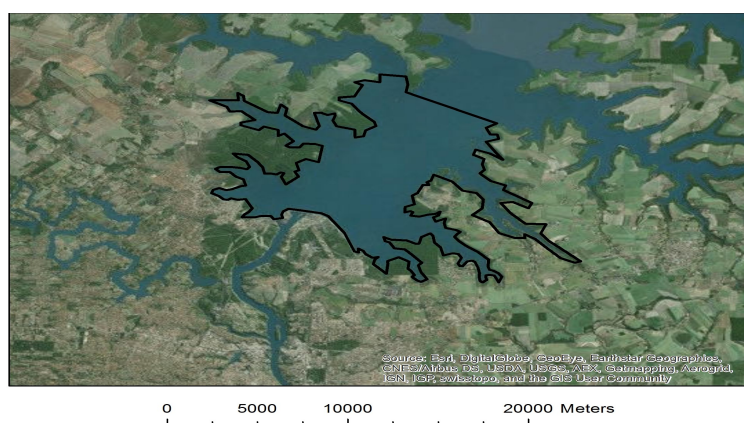 Source: Esri, DigitalGlobe, GeoEye, Earthstar Geographics,
CNES/Airbus DS, USDA, USGS, AEX, Getmapping, Aerogrid,
IGN, IGP, swisstopo, and the GIS User Community
0 5000 10000 20000 Meters